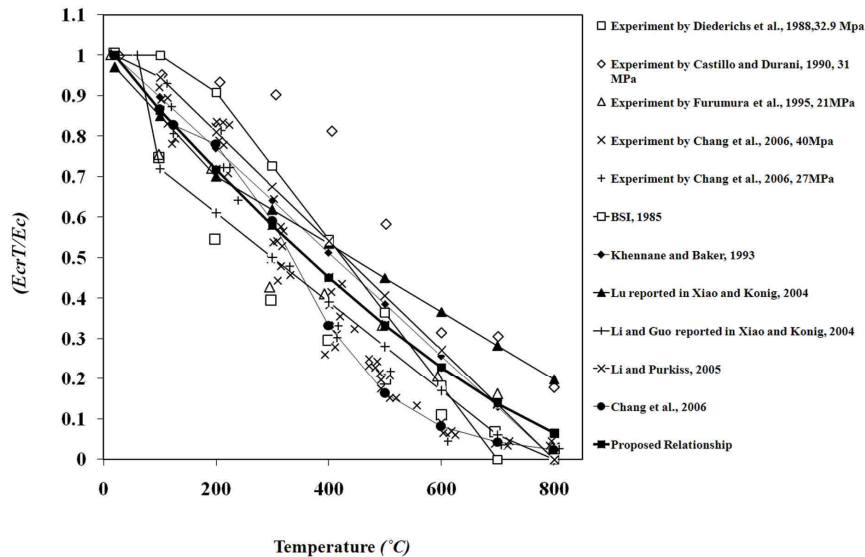 1.1
1
0.9
0.8
0.7
0.6
0.5
0.4
0.3
0.2
0.1
0
(EcrT/Ec)
0
200
400
600
800
Temperature (˚C)
Experiment by Diederichs et al., 1988,32.9 Mpa
Experiment by Castillo and Durani, 1990, 31
MPa
Experiment by Furumura et al., 1995, 21MPa
Experiment by Chang et al., 2006, 40Mpa
Experiment by Chang et al., 2006, 27MPa
BSI, 1985
Khennane and Baker, 1993
Lu reported in Xiao and Konig, 2004
Li and Guo reported in Xiao and Konig, 2004
Li and Purkiss, 2005
Chang et al., 2006
Proposed Relationship